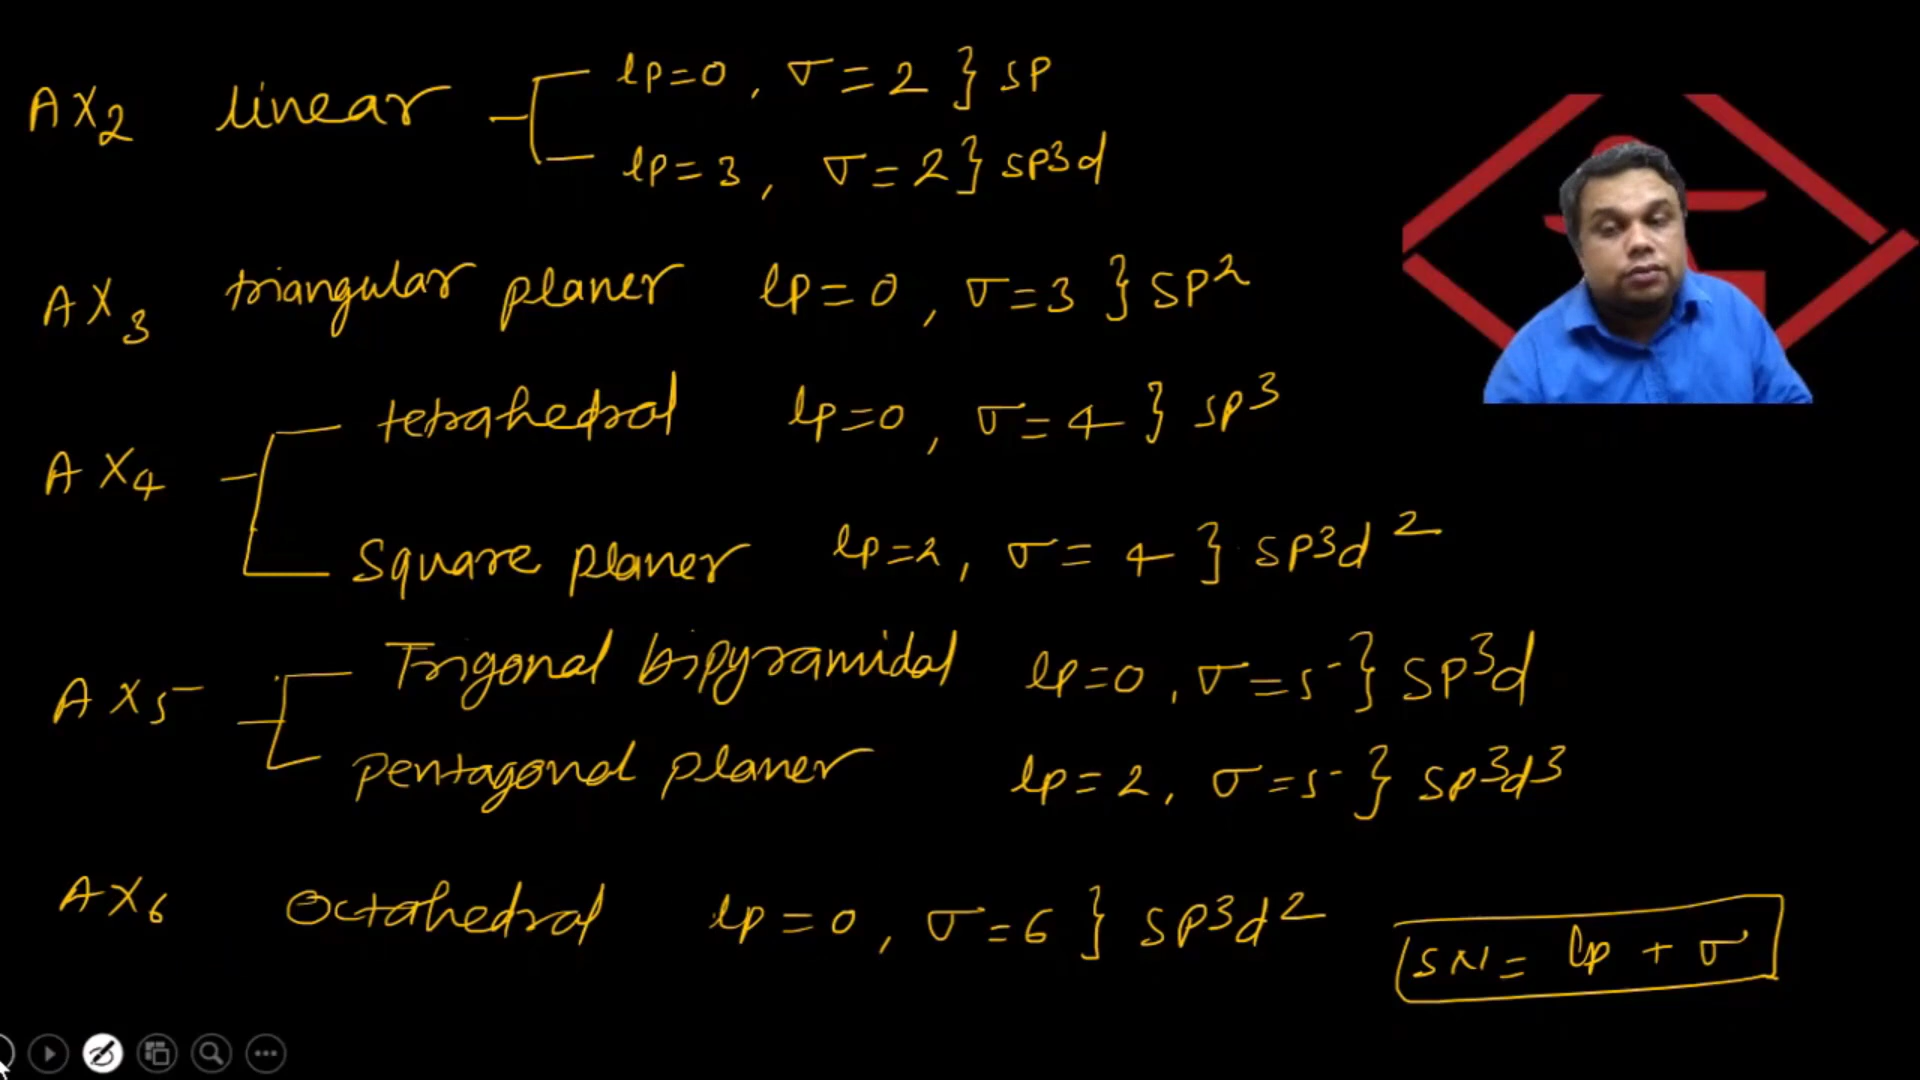 AX2 linear lp=0, σ=2 } sp
lp=3, σ=2 } sp3d
AX3 triangular planer lp=0, σ=3 } sp2
tetrahedral lp=0, σ=4 } sp3
AX4
Square planer lp=2, σ=4 } sp3d2
Trigonal bipyramidal lp=0, σ=5 } sp3d
AX5
pentagonal planer lp=2, σ=5 } sp3d3
AX6 Octahedral lp=0, σ=6 } sp3d2
SN= lp + σ